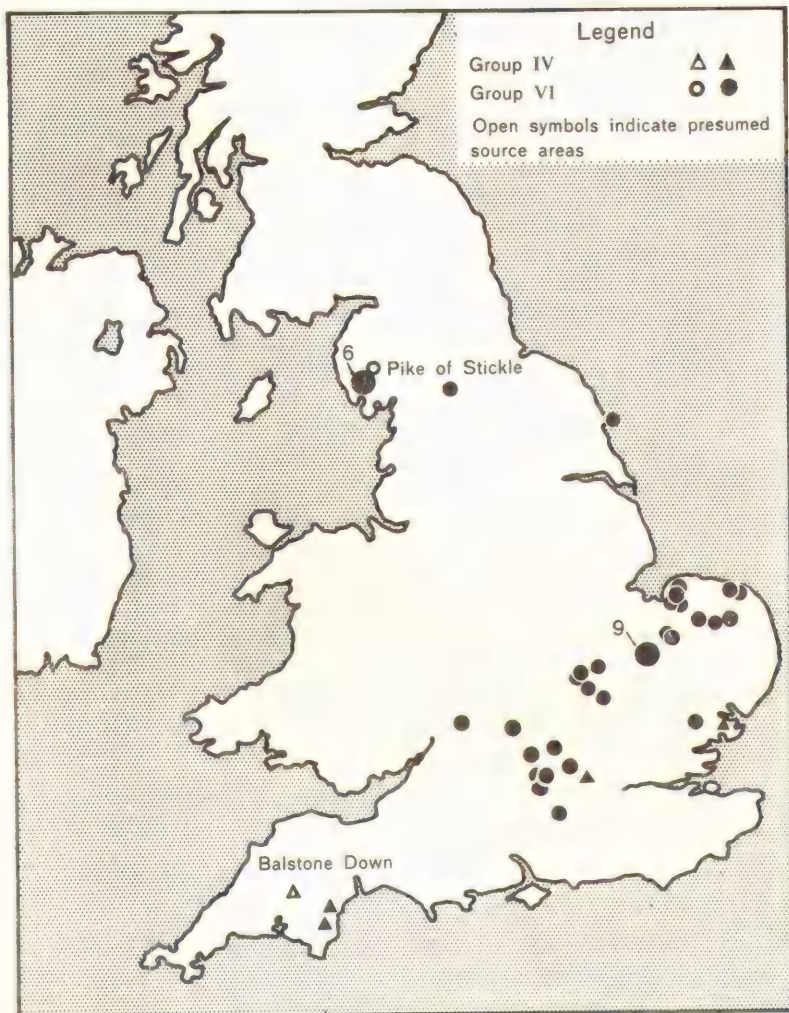 Legend
Group IV
Group VI
Open symbols indicate presumed
source areas
6
Pike of Stickle
9
Balstone Down